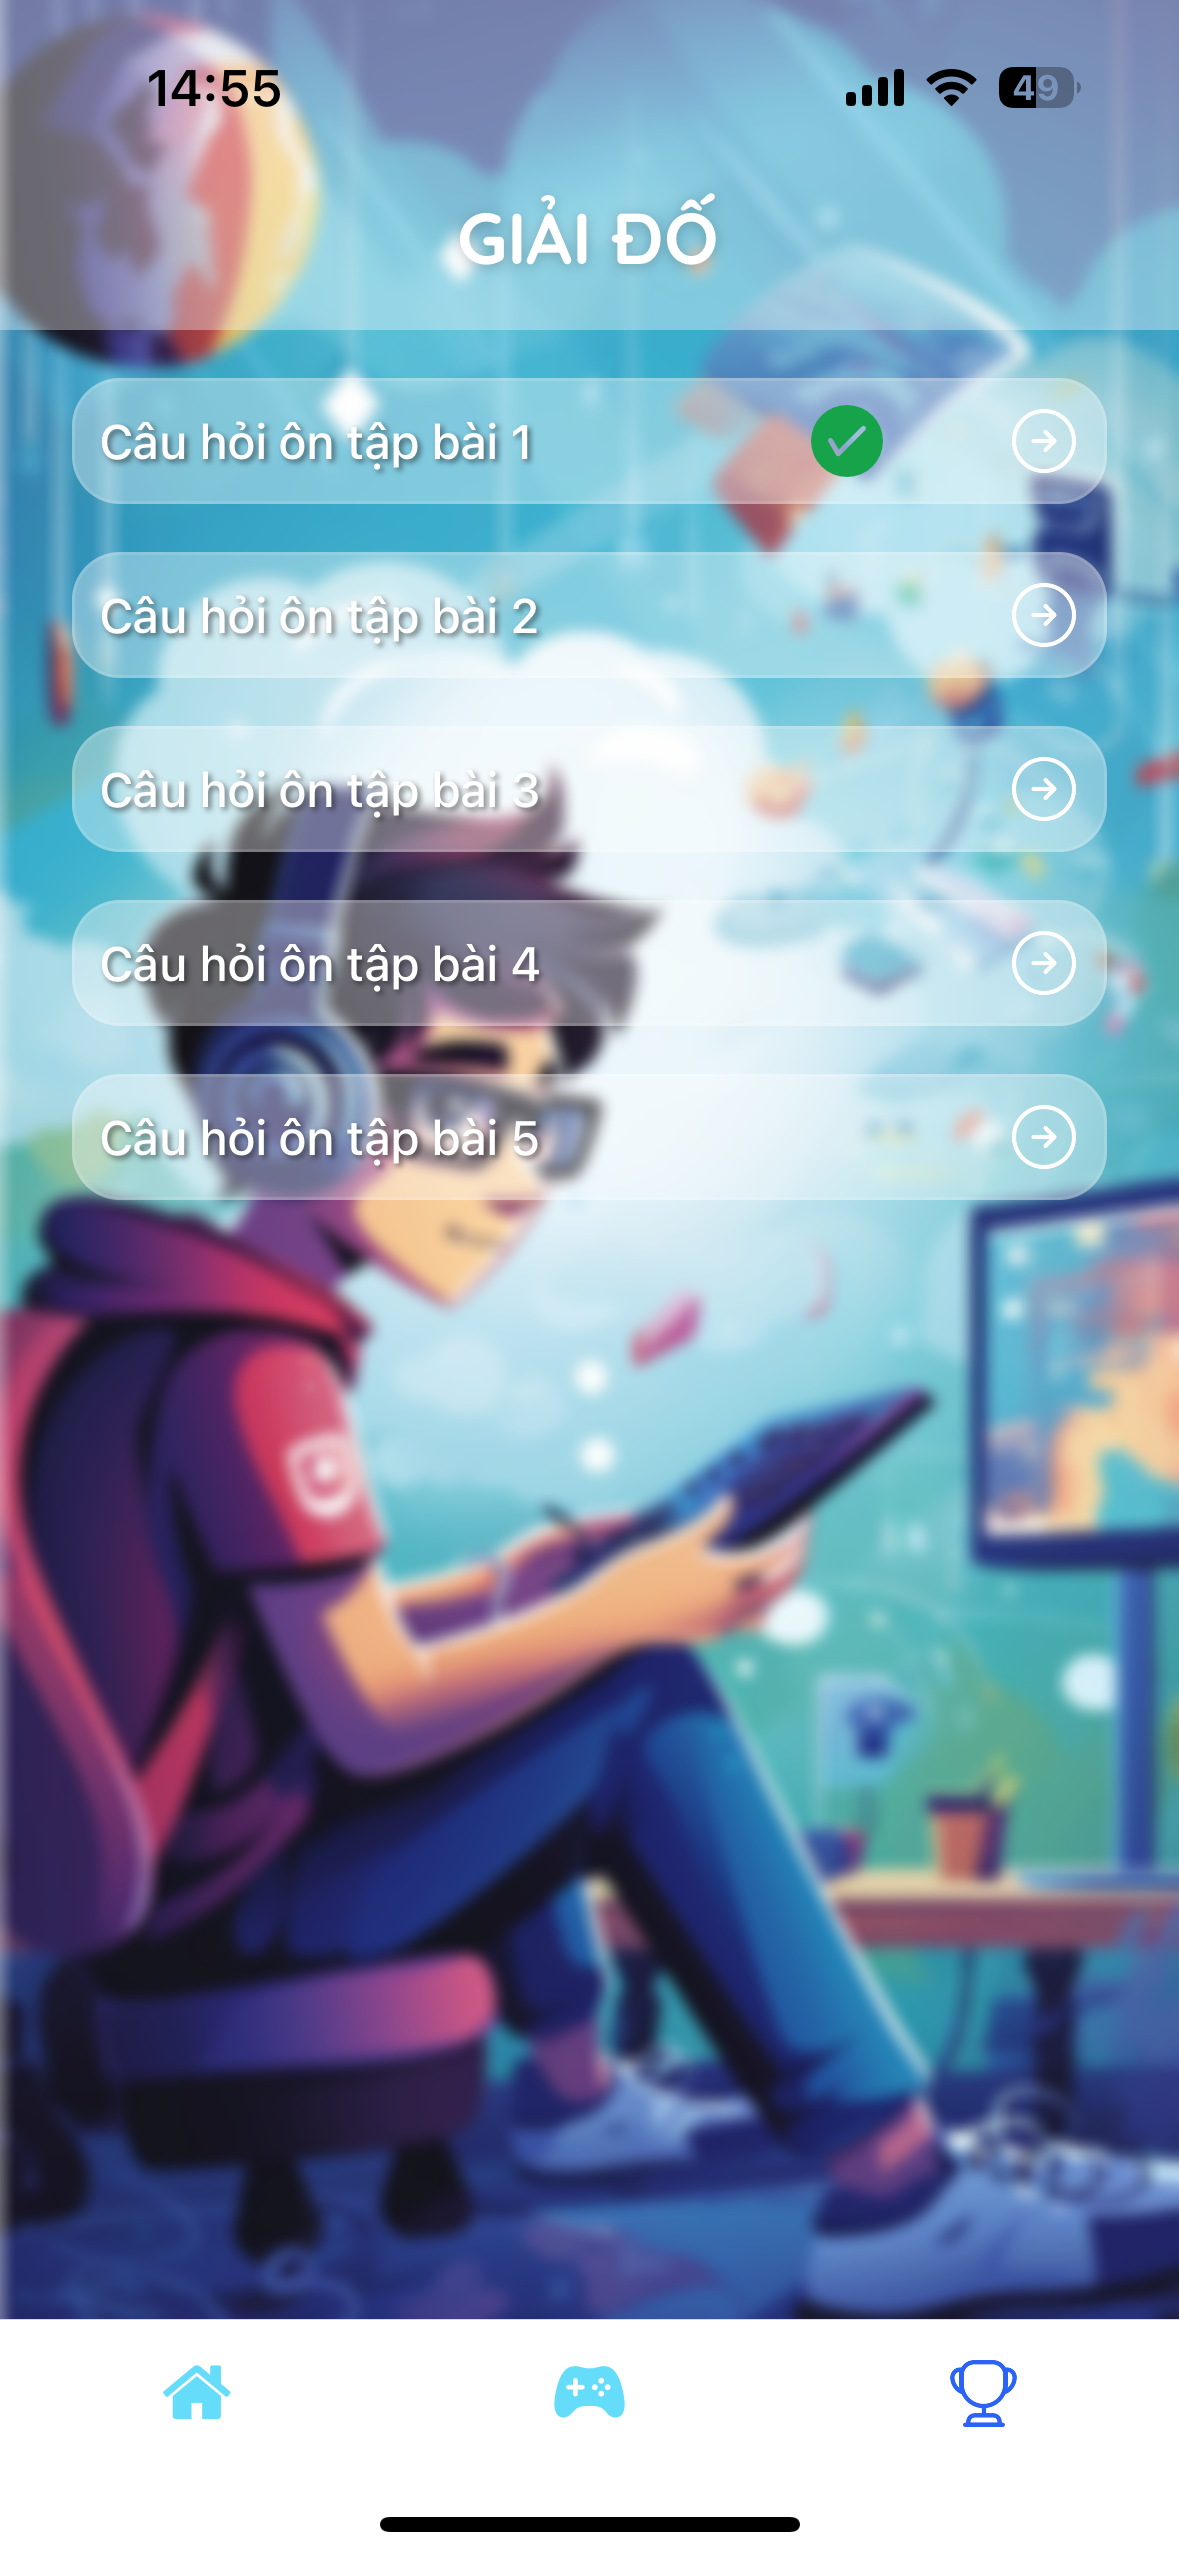 14:55
49
GIẢI ĐỐ
Câu hỏi ôn tập bài 1
Câu hỏi ôn tập bài 2
Câu hỏi ôn tập bài 3
Câu hỏi ôn tập bài 4
Câu hỏi ôn tập bài 5